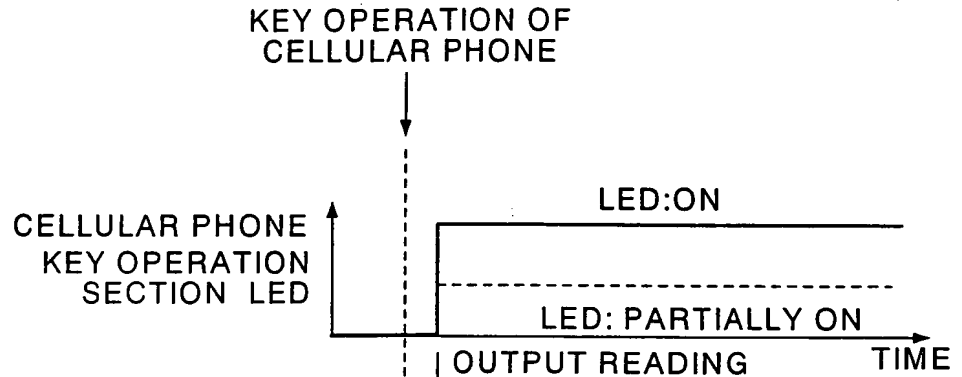 KEY OPERATION OF
CELLULAR PHONE
LED:ON
CELLULAR PHONE
KEY OPERATION
SECTION LED
LED: PARTIALLY ON
TIME
OUTPUT READING